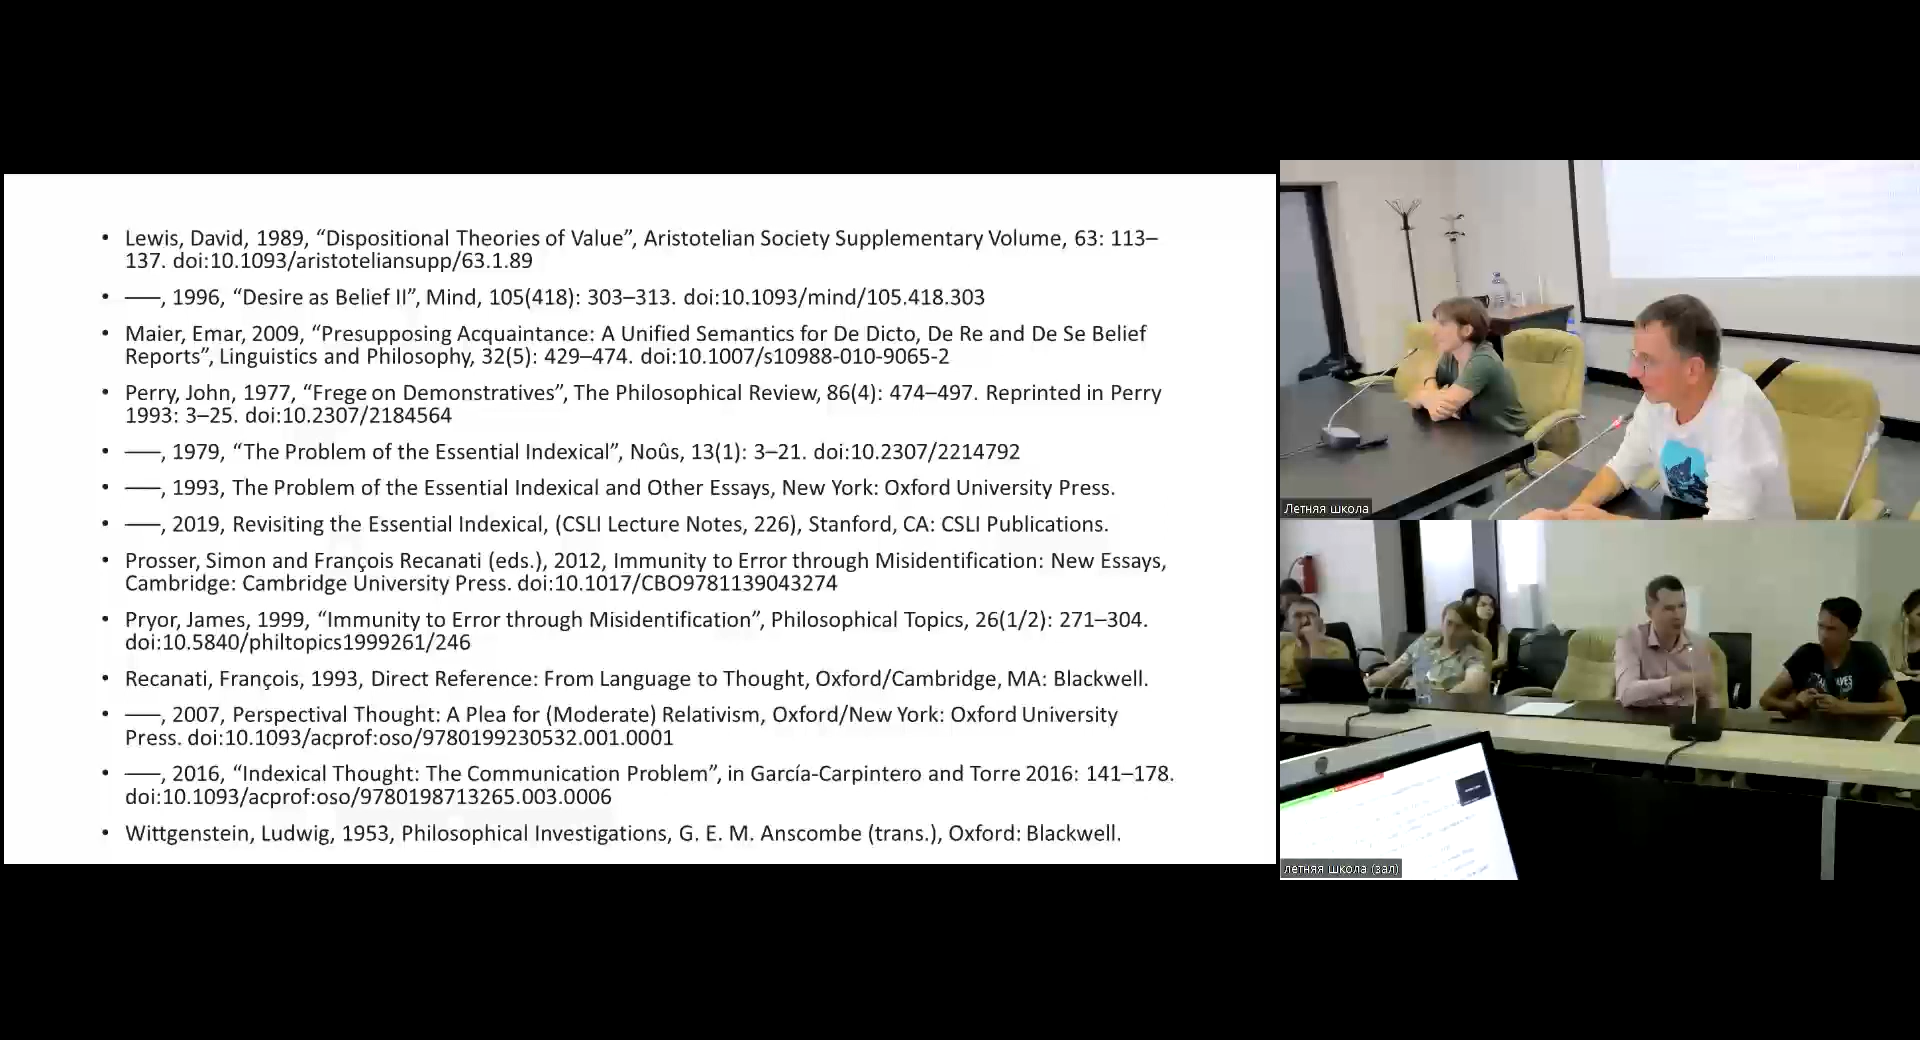 • Lewis, David, 1989, “Dispositional Theories of Value”, Aristotelian Society Supplementary Volume, 63: 113–
137. doi:10.1093/aristoteliansupp/63.1.89
• ——, 1996, “Desire as Belief II”, Mind, 105(418): 303–313. doi:10.1093/mind/105.418.303
• Maier, Emar, 2009, “Presupposing Acquaintance: A Unified Semantics for De Dicto, De Re and De Se Belief
Reports”, Linguistics and Philosophy, 32(5): 429–474. doi:10.1007/s10988-010-9065-2
• Perry, John, 1977, “Frege on Demonstratives”, The Philosophical Review, 86(4): 474–497. Reprinted in Perry
1993: 3–25. doi:10.2307/2184564
• ——, 1979, “The Problem of the Essential Indexical”, Noûs, 13(1): 3–21. doi:10.2307/2214792
• ——, 1993, The Problem of the Essential Indexical and Other Essays, New York: Oxford University Press.
• ——, 2019, Revisiting the Essential Indexical, (CSLI Lecture Notes, 226), Stanford, CA: CSLI Publications.
• Prosser, Simon and François Recanati (eds.), 2012, Immunity to Error through Misidentification: New Essays,
Cambridge: Cambridge University Press. doi:10.1017/CBO9781139043274
• Pryor, James, 1999, “Immunity to Error through Misidentification”, Philosophical Topics, 26(1/2): 271–304.
doi:10.5840/philtopics1999261/246
• Recanati, François, 1993, Direct Reference: From Language to Thought, Oxford/Cambridge, MA: Blackwell.
• ——, 2007, Perspectival Thought: A Plea for (Moderate) Relativism, Oxford/New York: Oxford University
Press. doi:10.1093/acprof:oso/9780199230532.001.0001
• ——, 2016, “Indexical Thought: The Communication Problem”, in García-Carpintero and Torre 2016: 141–178.
doi:10.1093/acprof:oso/9780198713265.003.0006
• Wittgenstein, Ludwig, 1953, Philosophical Investigations, G. E. M. Anscombe (trans.), Oxford: Blackwell.
Летняя школа
летняя школа (зал)